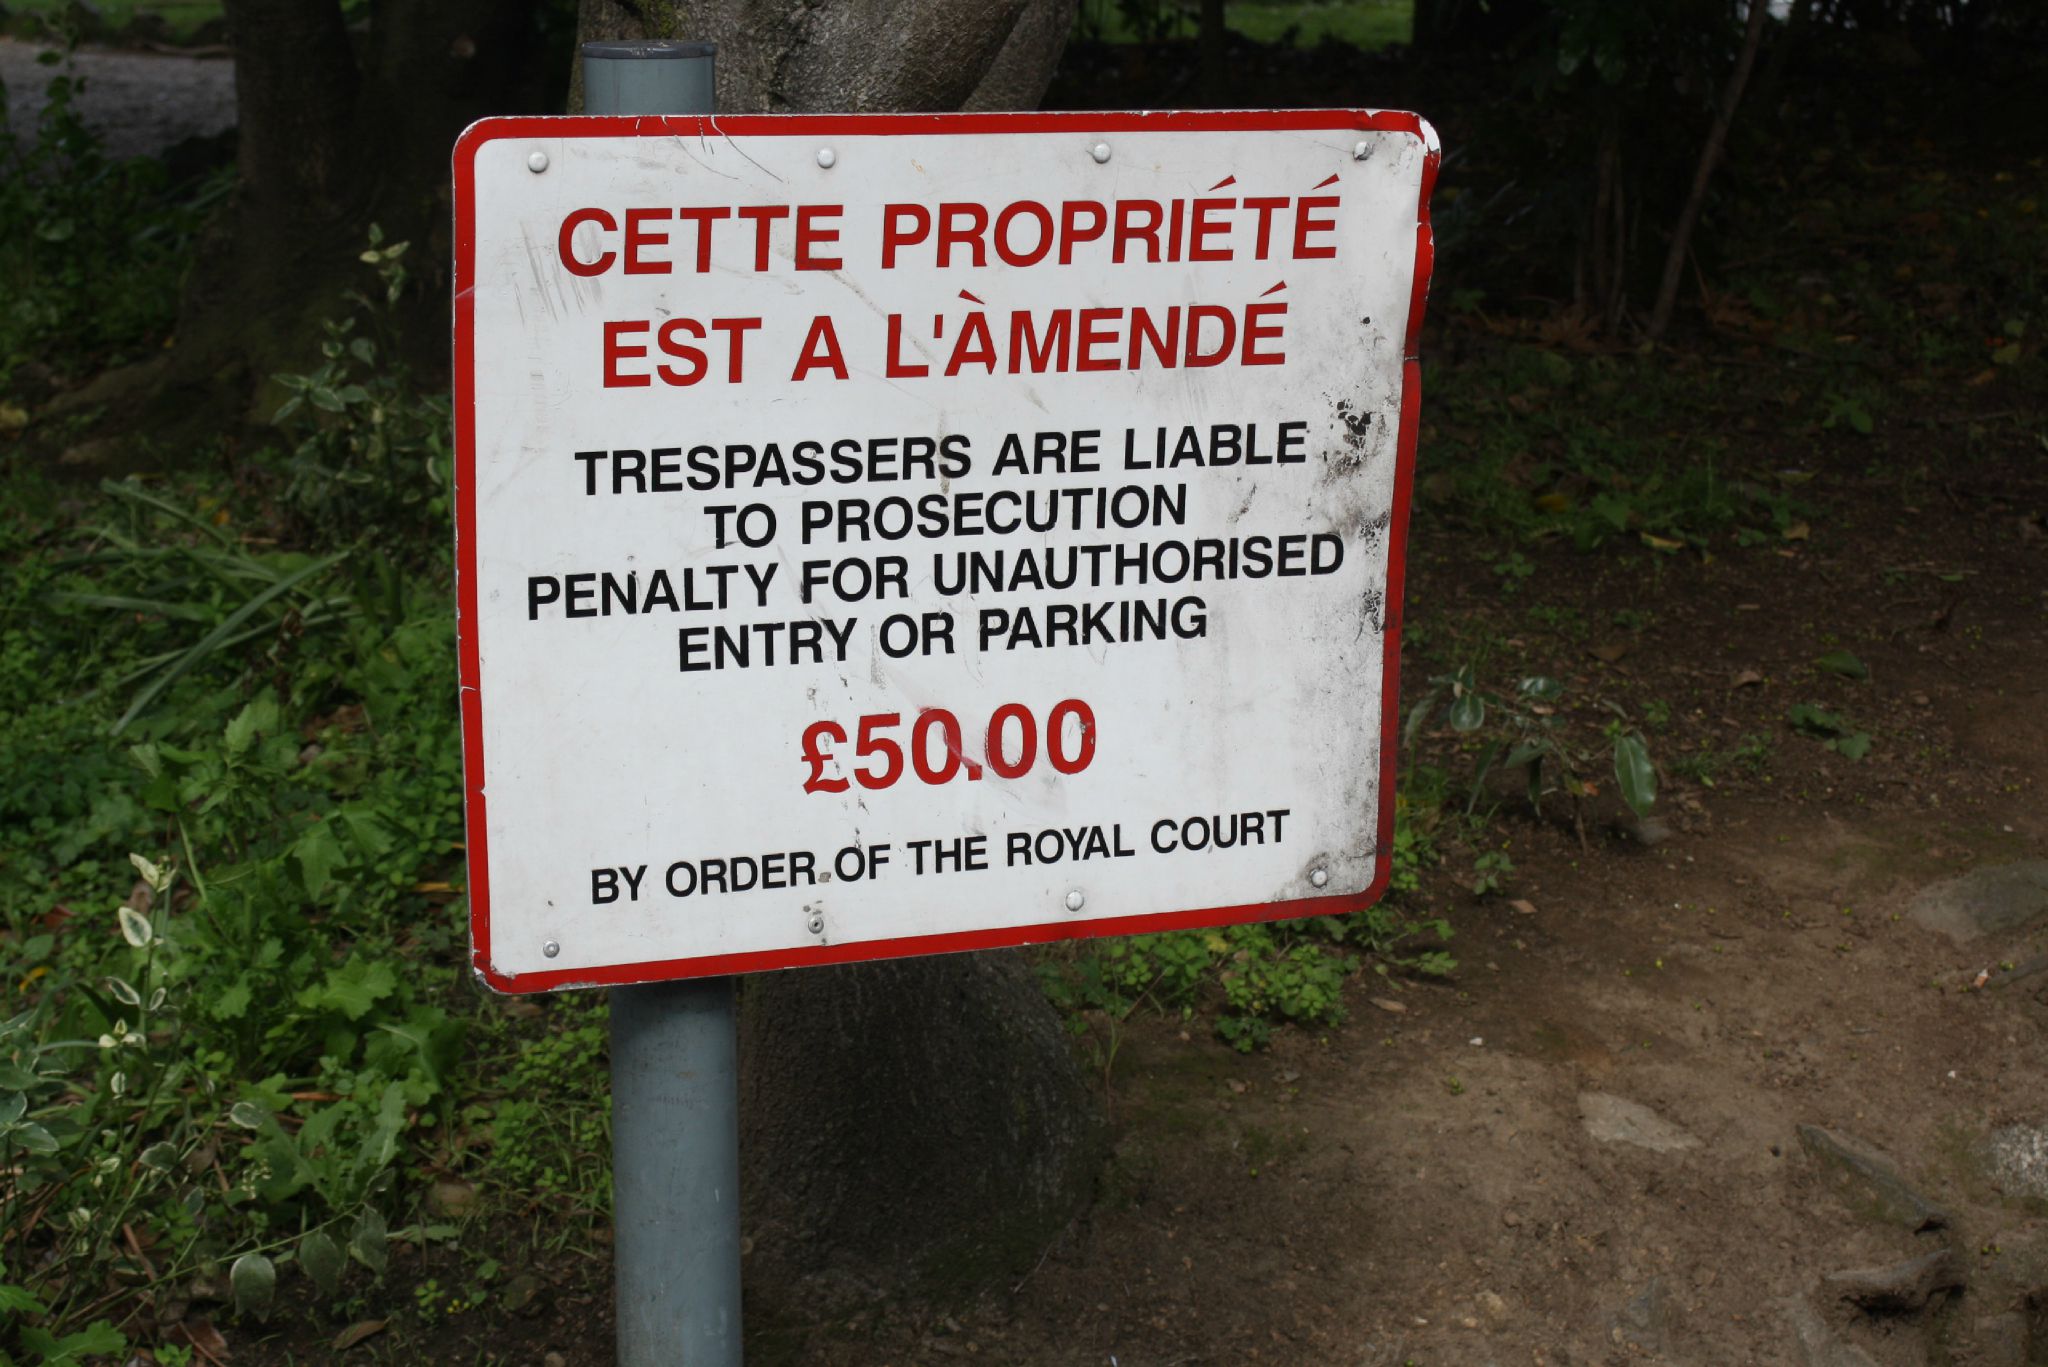 CETTE PROPRIÉTÉ
EST A L'ÀMENDÉ
TRESPASSERS ARE LIABLE
TO PROSECUTION
PENALTY FOR UNAUTHORISED
ENTRY OR PARKING
£50.00
BY ORDER OF THE ROYAL COURT